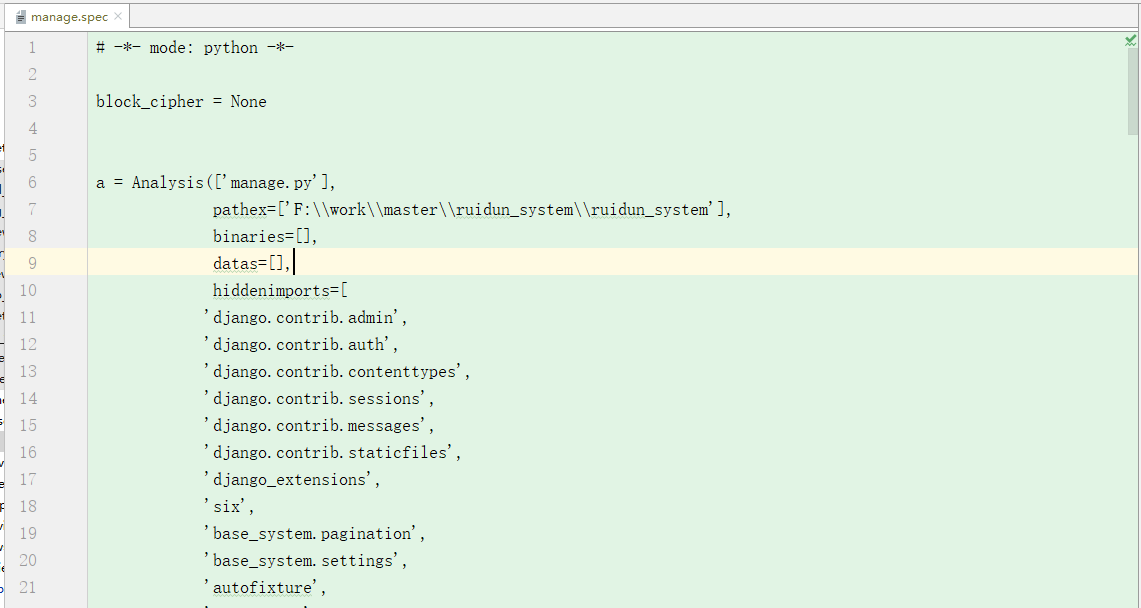 manage.spec
1 # -*- mode: python -*-
2
3 block_cipher = None
4
5
6 a = Analysis(['manage.py'],
7 pathex=['F:\\work\\master\\ruidun_system\\ruidun_system'],
8 binaries=[],
9 datas=[],
10 hiddenimports=[
11 'django.contrib.admin',
12 'django.contrib.auth',
13 'django.contrib.contenttypes',
14 'django.contrib.sessions',
15 'django.contrib.messages',
16 'django.contrib.staticfiles',
17 'django_extensions',
18 'six',
19 'base_system.pagination',
20 'base_system.settings',
21 'autofixture',